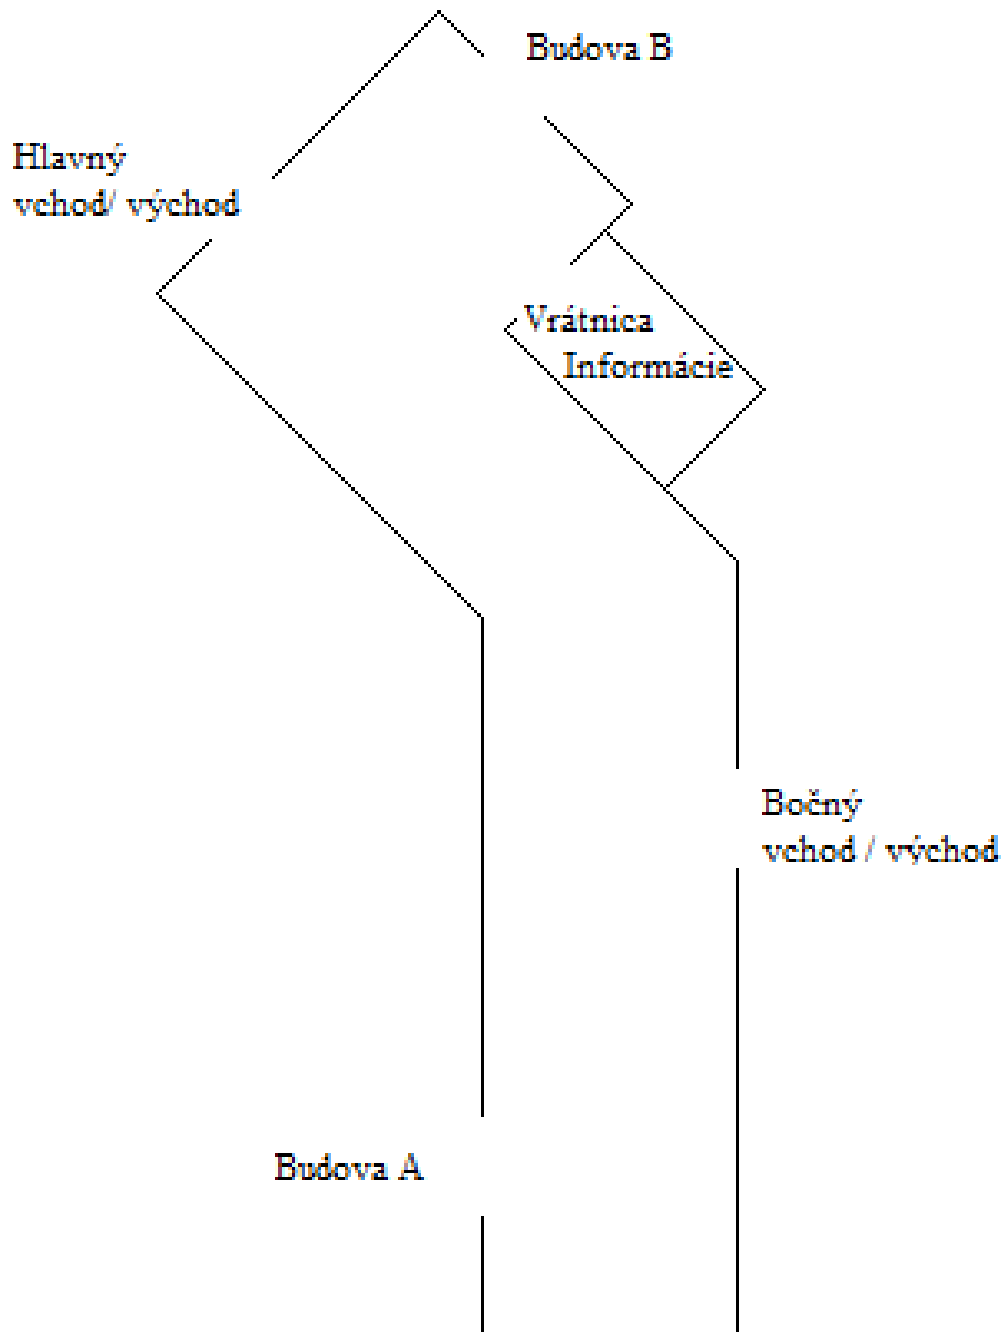 Budova B
Hlavný
vchod/ východ
Vrátnica
Informácie
Bočný
vchod / východ
Budova A